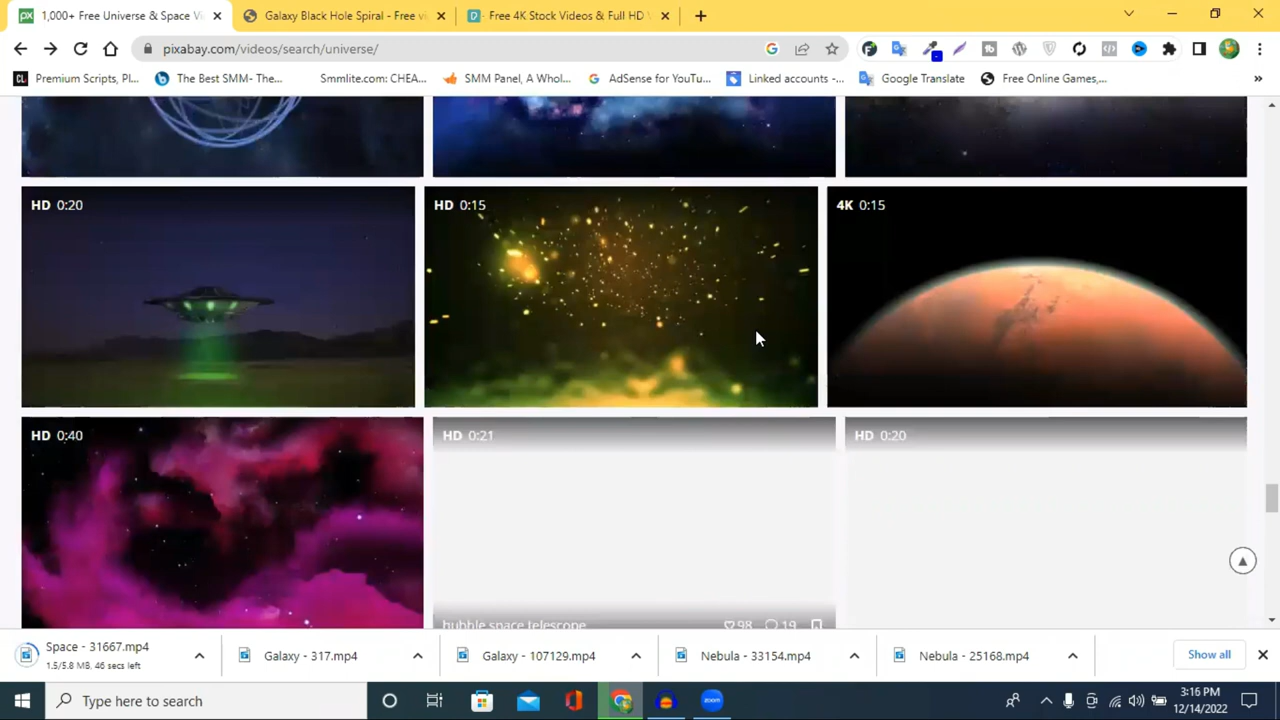 1,000+ Free Universe & Space Vi
Galaxy Black Hole Spiral - Free vi
Free 4K Stock Videos & Full HD
pixabay.com/videos/search/universe/
Premium Scripts, Pl...
The Best SMM- The...
Smmlite.com: CHEA...
SMM Panel, A Whol...
AdSense for YouTu...
Linked accounts -...
Google Translate
Free Online Games,...
HD 0:20
HD 0:15
4K 0:15
HD 0:40
HD 0:21
HD 0:20
hubble space telescope
98
19
Space - 31667.mp4
1.5/5.8 MB, 46 secs left
Galaxy - 317.mp4
Galaxy - 107129.mp4
Nebula - 33154.mp4
Nebula - 25168.mp4
Show all
Type here to search
zoom
3:16 PM
12/14/2022